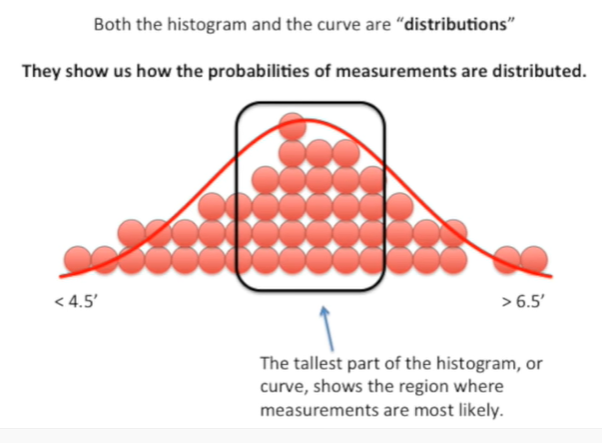 Both the histogram and the curve are “distributions”
They show us how the probabilities of measurements are distributed.
< 4.5′
> 6.5′
The tallest part of the histogram, or
curve, shows the region where
measurements are most likely.